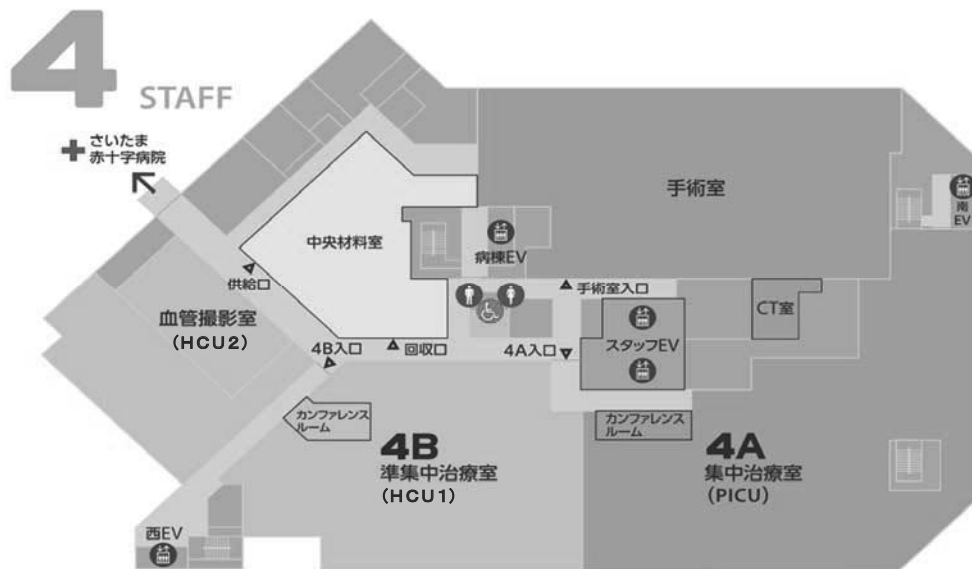 4 STAFF
さいたま
赤十字病院
手術室
南
EV
中央材料室
病棟EV
供給口
手術室入口
CT室
血管撮影室
(HCU2)
4B入口
回収口
4A入口
スタッフEV
カンファレンス
ルーム
カンファレンス
ルーム
4B
準集中治療室
(HCU1)
4A
集中治療室
(PICU)
西EV